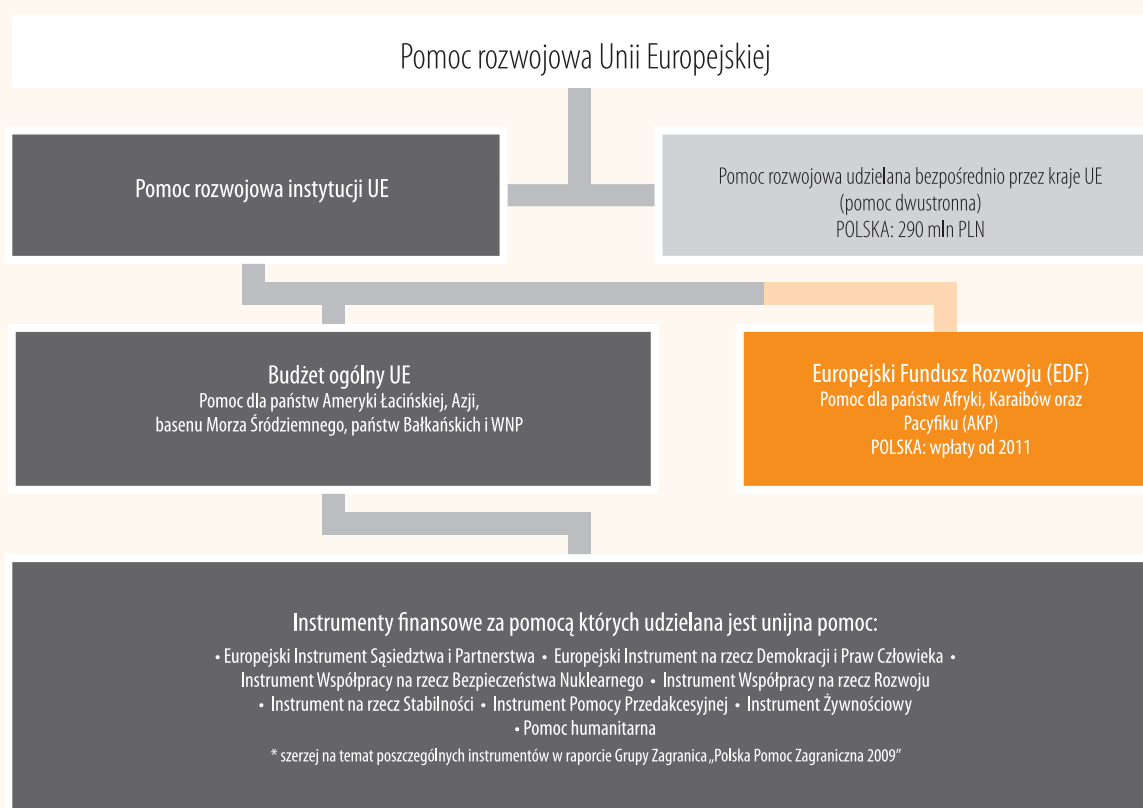 Pomoc rozwojowa Unii Europejskiej
Pomoc rozwojowa instytucji UE
Pomoc rozwojowa udzielana bezpośrednio przez kraje UE
(pomoc dwustronna)
POLSKA: 290 mln PLN
Budżet ogólny UE
Pomoc dla państw Ameryki Łacińskiej, Azji,
basenu Morza Śródziemnego, państw Bałkańskich i WNP
Europejski Fundusz Rozwoju (EDF)
Pomoc dla państw Afryki, Karaibów oraz
Pacyfiku (AKP)
POLSKA: wpłaty od 2011
Instrumenty finansowe za pomocą których udzielana jest unijna pomoc:
• Europejski Instrument Sąsiedztwa i Partnerstwa • Europejski Instrument na rzecz Demokracji i Praw Człowieka •
Instrument Współpracy na rzecz Bezpieczeństwa Nuklearnego • Instrument Współpracy na rzecz Rozwoju
• Instrument na rzecz Stabilności • Instrument Pomocy Przedakcesyjnej • Instrument Żywnościowy
• Pomoc humanitarna
* szerzej na temat poszczególnych instrumentów w raporcie Grupy Zagranica „Polska Pomoc Zagraniczna 2009”